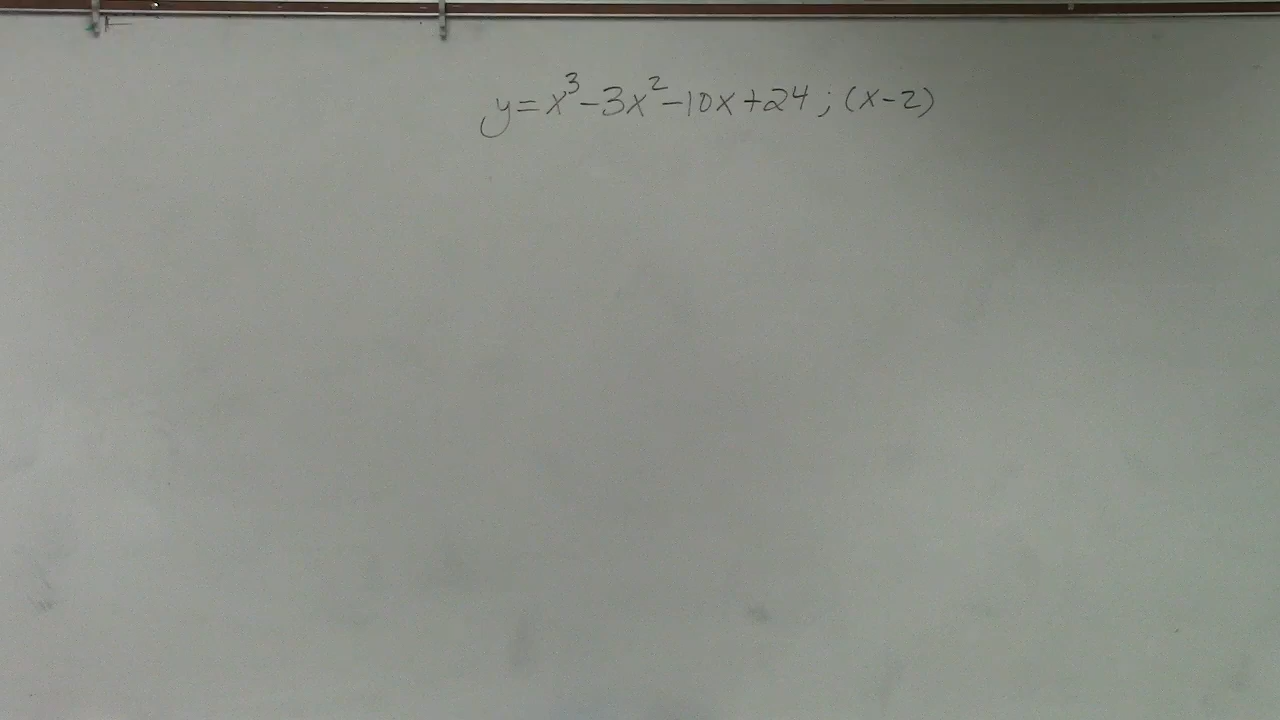 y = x³ - 3x² - 10x + 24 ; (x - 2)